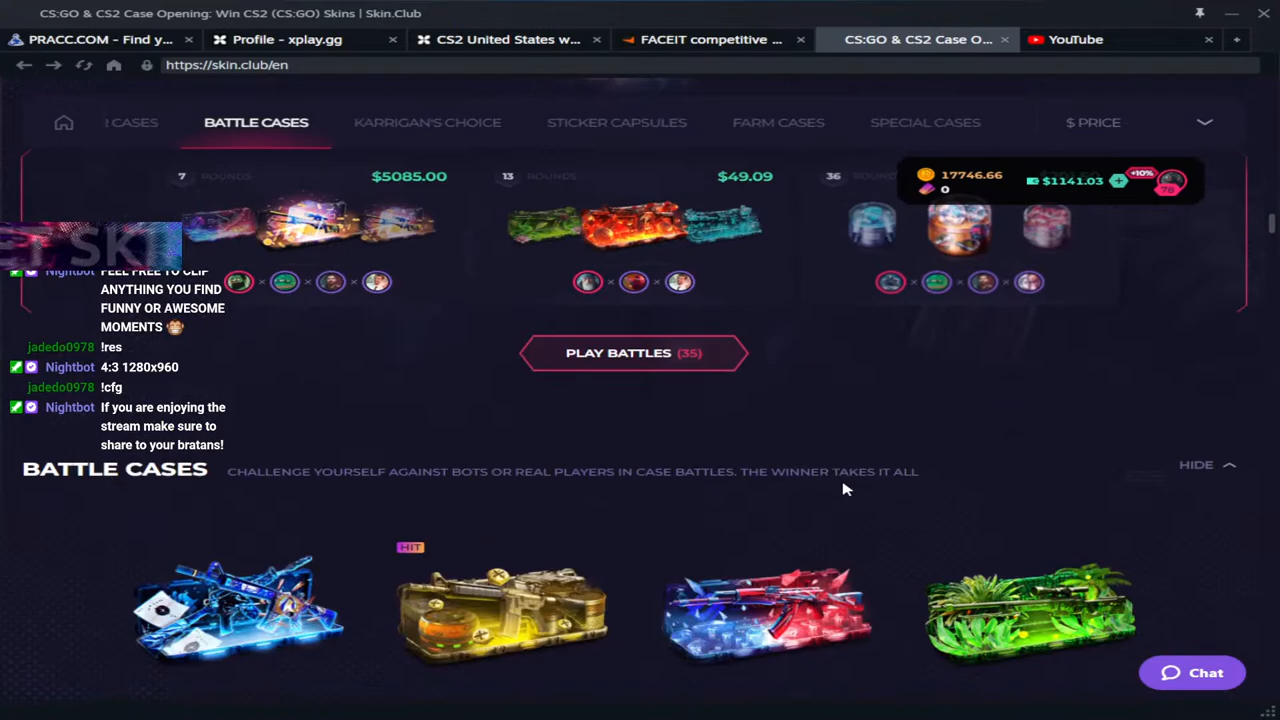 CS:GO & CS2 Case Opening: Win CS2 (CS:GO) Skins | Skin.Club
PRACC.COM - Find y...
Profile - xplay.gg
CS2 United States w...
FACEIT competitive ...
CS:GO & CS2 Case O...
YouTube
https://skin.club/en
CASES
BATTLE CASES
KARRIGAN'S CHOICE
STICKER CAPSULES
FARM CASES
SPECIAL CASES
$ PRICE
7 ROUNDS
$5085.00
13 ROUNDS
$49.09
36
17746.66
0
$1141.03
+10%
78
Nightbot FEEL FREE TO CLIP
ANYTHING YOU FIND
FUNNY OR AWESOME
MOMENTS
jadedo0978 !res
Nightbot 4:3 1280x960
jadedo0978 !cfg
Nightbot If you are enjoying the
stream make sure to
share to your bratans!
PLAY BATTLES (35)
BATTLE CASES
CHALLENGE YOURSELF AGAINST BOTS OR REAL PLAYERS IN CASE BATTLES. THE WINNER TAKES IT ALL
HIDE
HIT
Chat